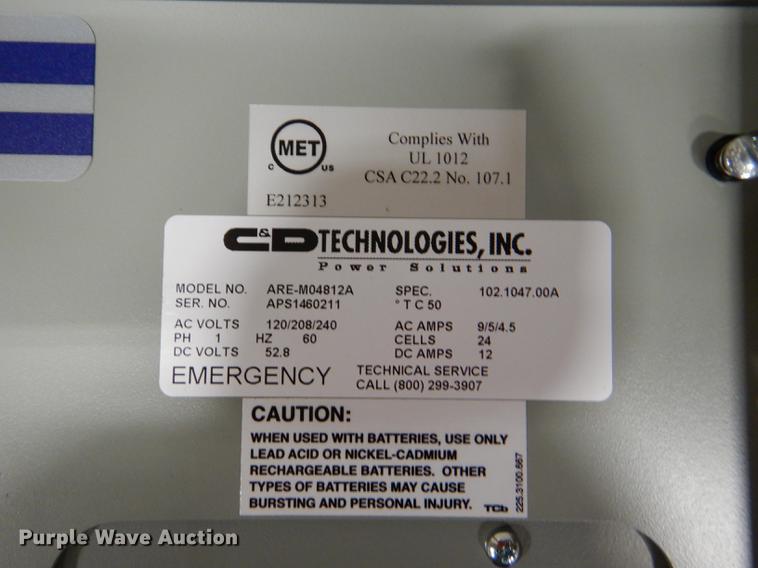 MET
C US
Complies With
UL 1012
CSA C22.2 No. 107.1
E212313
C&D TECHNOLOGIES, INC.
Power Solutions
MODEL NO. ARE-M04812A SPEC. 102.1047.00A
SER. NO. APS1460211 ° T C 50
AC VOLTS 120/208/240 AC AMPS 9/5/4.5
PH 1 HZ 60 CELLS 24
DC VOLTS 52.8 DC AMPS 12
EMERGENCY TECHNICAL SERVICE
CALL (800) 299-3907
CAUTION:
WHEN USED WITH BATTERIES, USE ONLY
LEAD ACID OR NICKEL-CADMIUM
RECHARGEABLE BATTERIES. OTHER
TYPES OF BATTERIES MAY CAUSE
BURSTING AND PERSONAL INJURY. TCb
225.3100.667
Purple Wave Auction